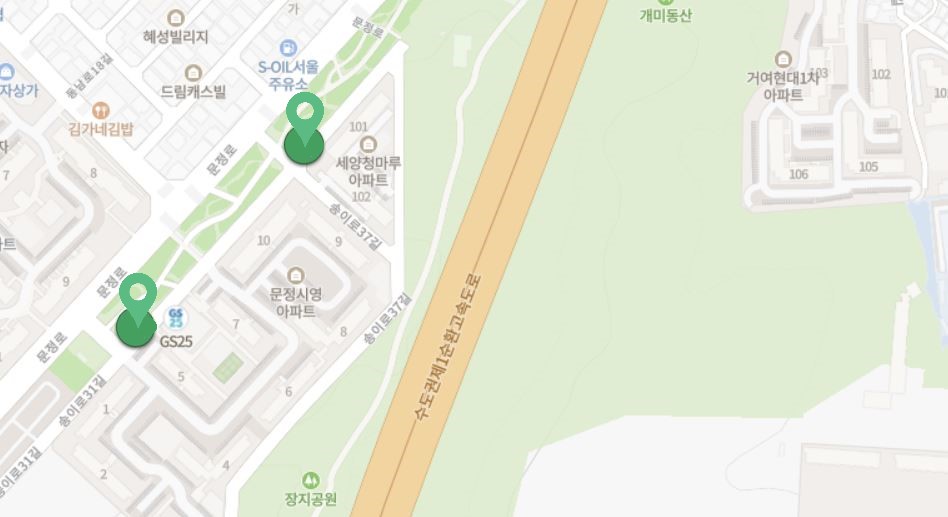 가
문정로
개미동산
혜성빌리지
동남로18길
S-OIL서울
주유소
자상가
드림캐스빌
거여현대1차
아파트
103
102
김가네김밥
101
세양청마루
아파트
102
105
106
문정로
7
8
송이로37길
10
9
문정시영
아파트
9
문정로
GS
25
GS25
7
8
송이로37길
수도권제1순환고속도로
문정로
5
6
송이로31길
1
2
4
송이로31길
장지공원